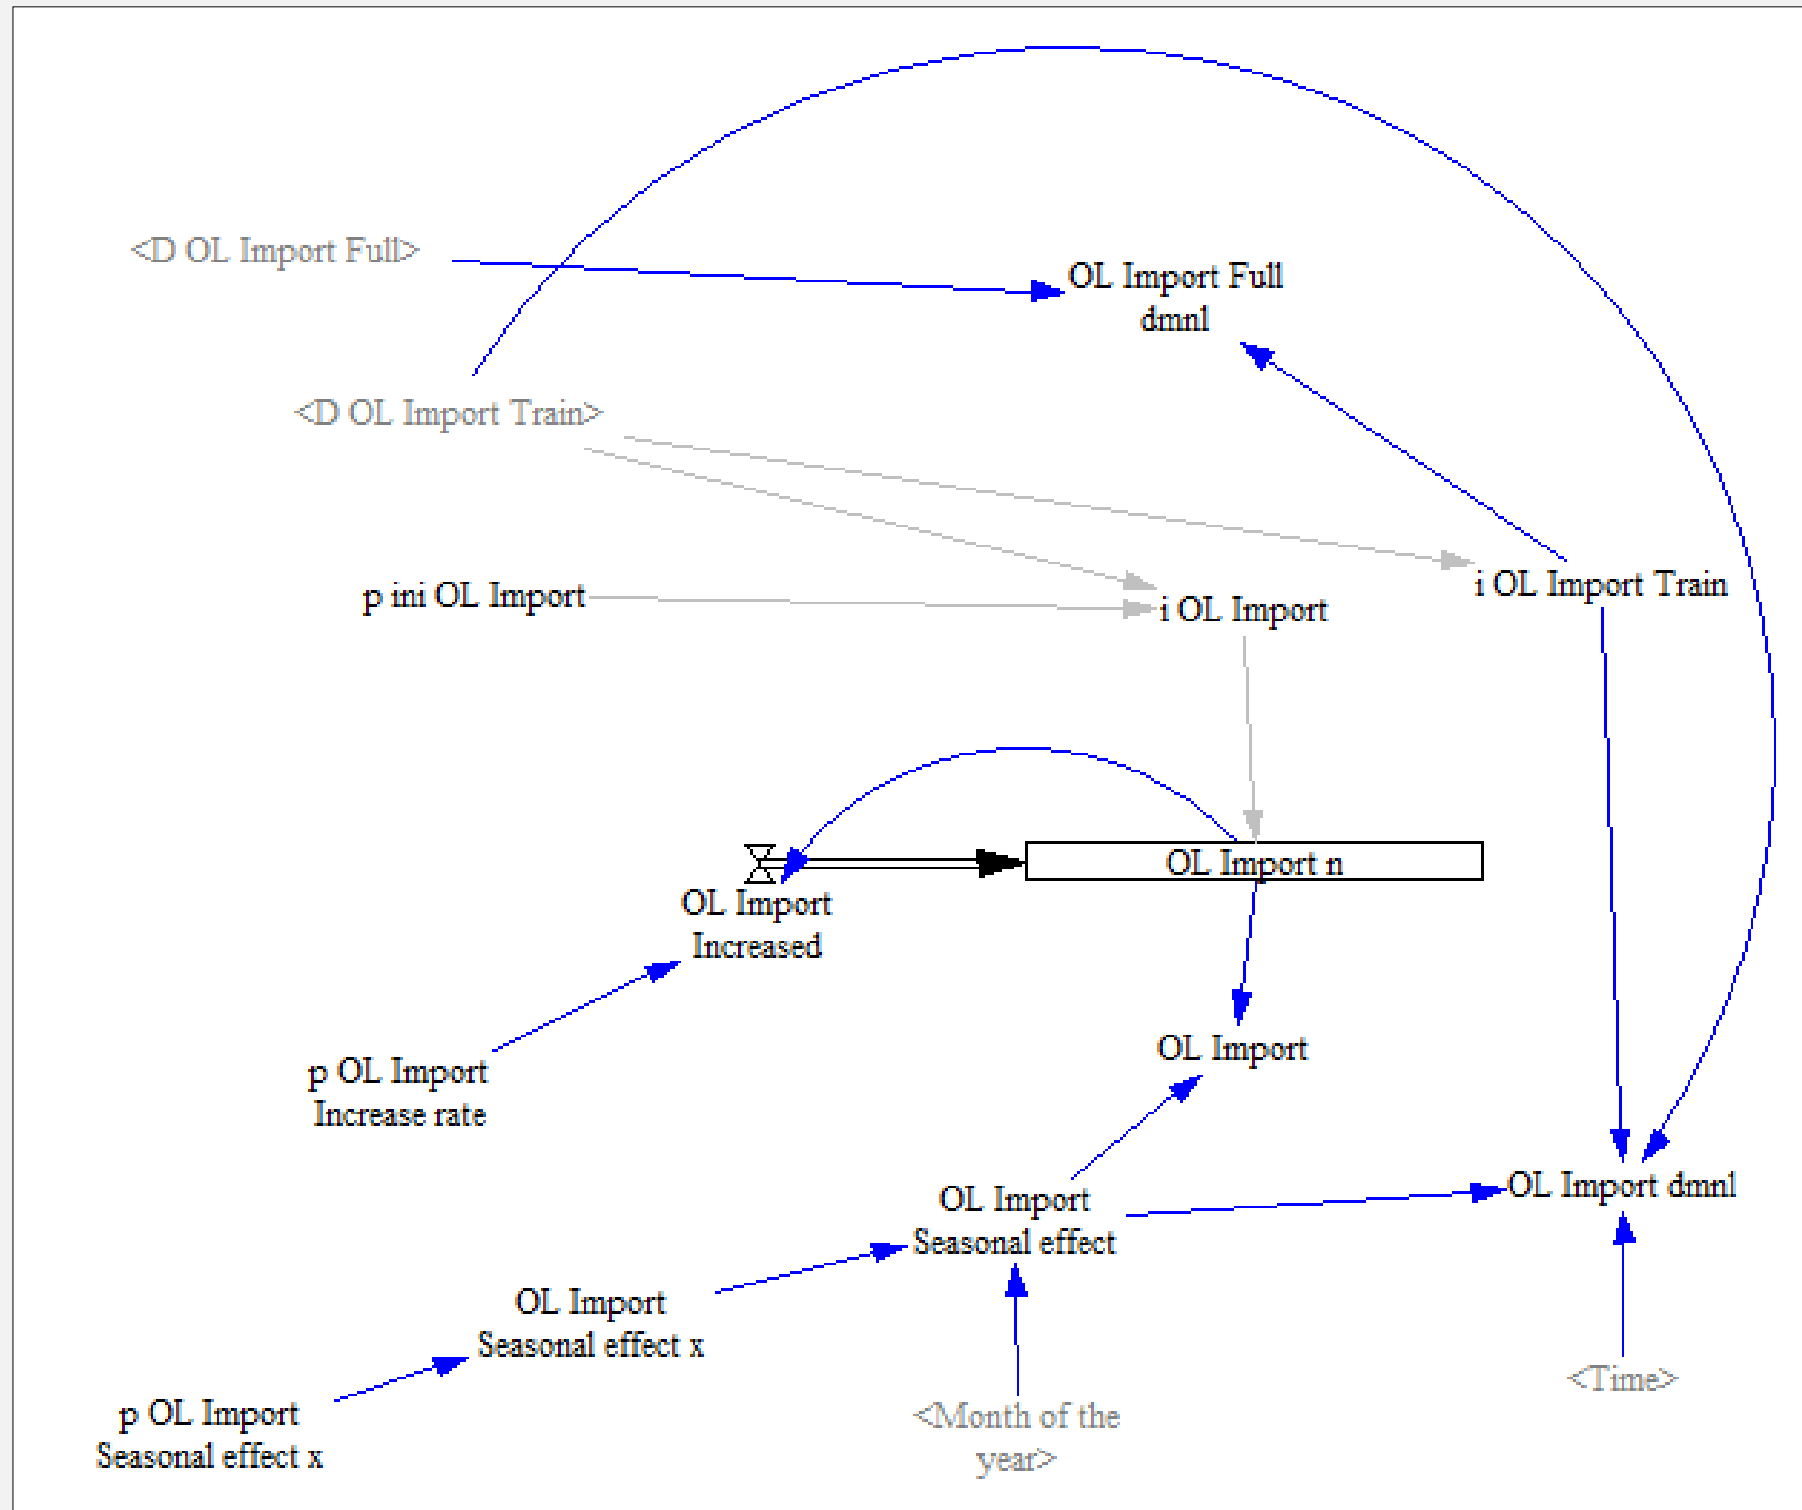 <D OL Import Full>
OL Import Full
dmnl
<D OL Import Train>
i OL Import Train
p ini OL Import
i OL Import
OL Import n
OL Import
Increased
OL Import
p OL Import
Increase rate
OL Import dmnl
OL Import
Seasonal effect
OL Import
Seasonal effect x
<Time>
p OL Import
Seasonal effect x
<Month of the
year>